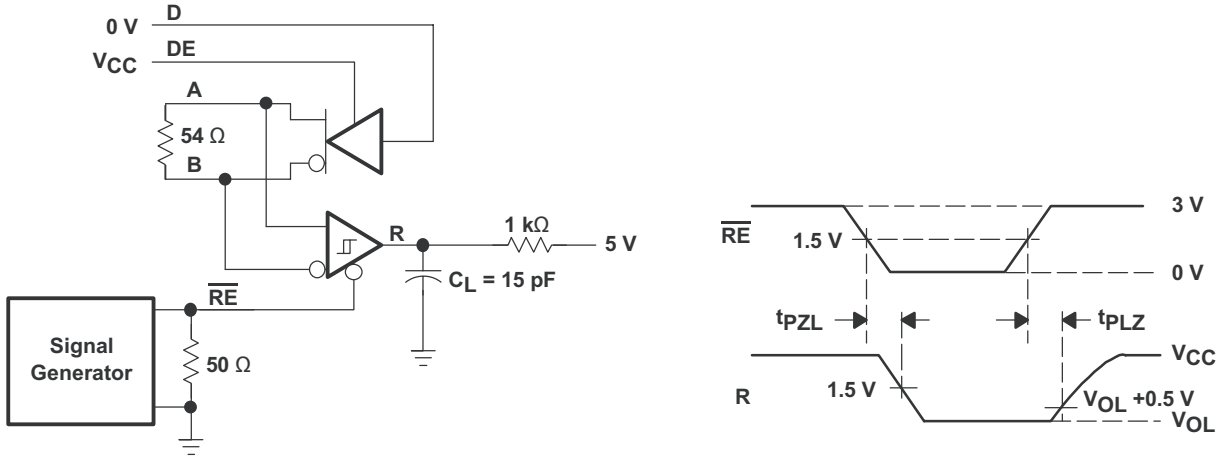 0 V D
VCC DE
A
54 Ω
B
R 1 kΩ 5 V
CL = 15 pF
RE
Signal
Generator
50 Ω
3 V
RE 1.5 V
0 V
tPZL tPLZ
VCC
R 1.5 V VOL +0.5 V
VOL